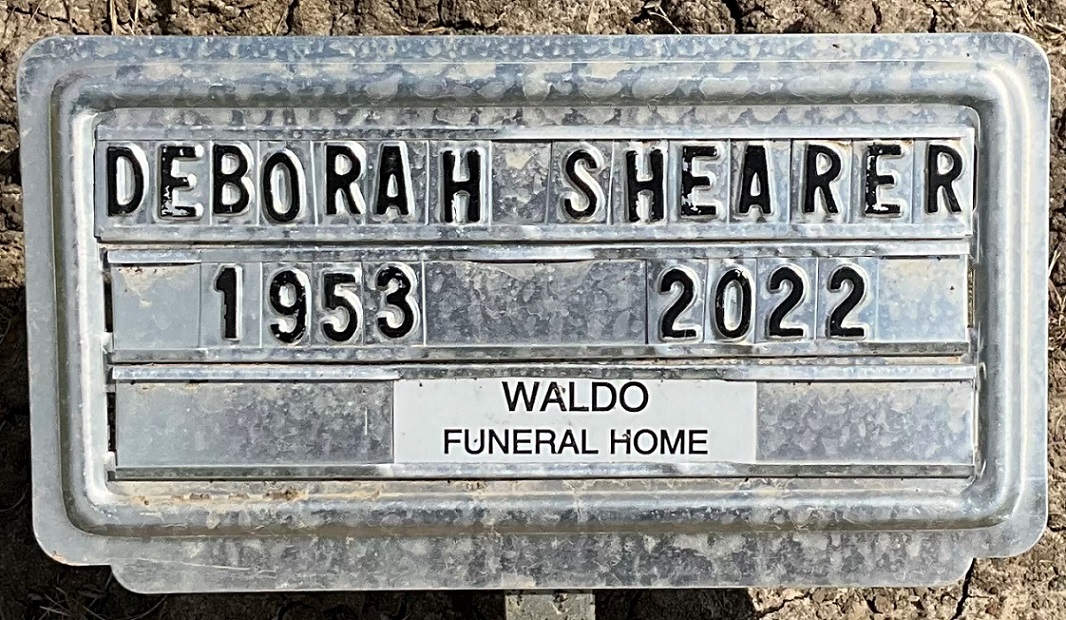 DEBORAH SHEARER
1953 2022
WALDO
FUNERAL HOME